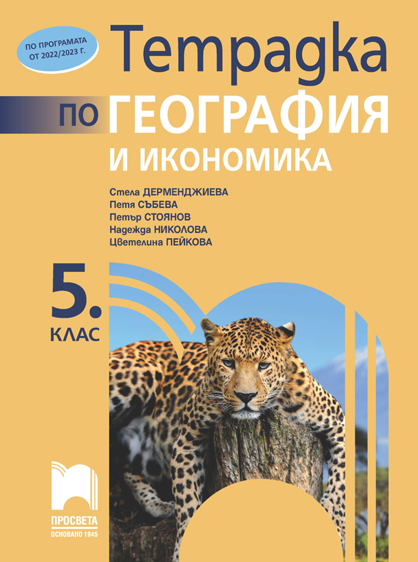 ПО ПРОГРАМАТА
ОТ 2022/2023 Г.
Тетрадка
ПО ГЕОГРАФИЯ
И ИКОНОМИКА
Стела ДЕРМЕНДЖИЕВА
Петя СЪБЕВА
Петър СТОЯНОВ
Надежда НИКОЛОВА
Цветелина ПЕЙКОВА
5.
КЛАС
ПРОСВЕТА
ОСНОВАНО 1945